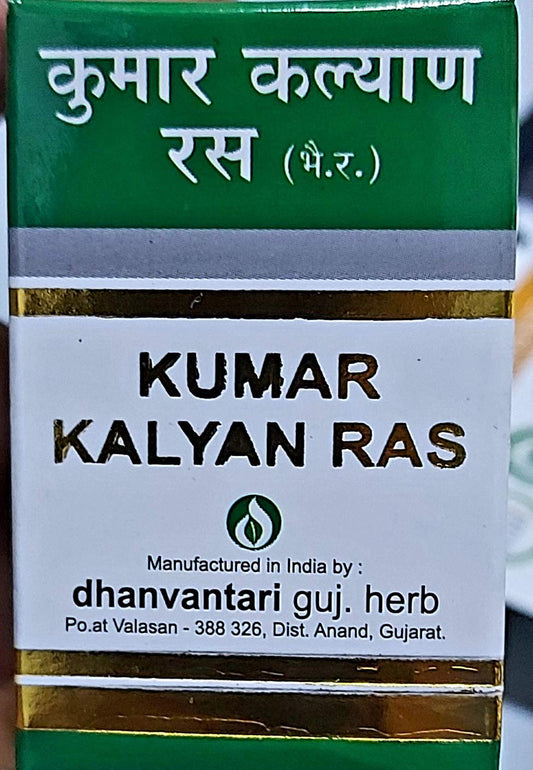 कुमार कल्याण
रस (भै.र.)
KUMAR
KALYAN RAS
Manufactured in India by :
dhanvantari guj. herb
Po.at Valasan - 388 326, Dist. Anand, Gujarat.